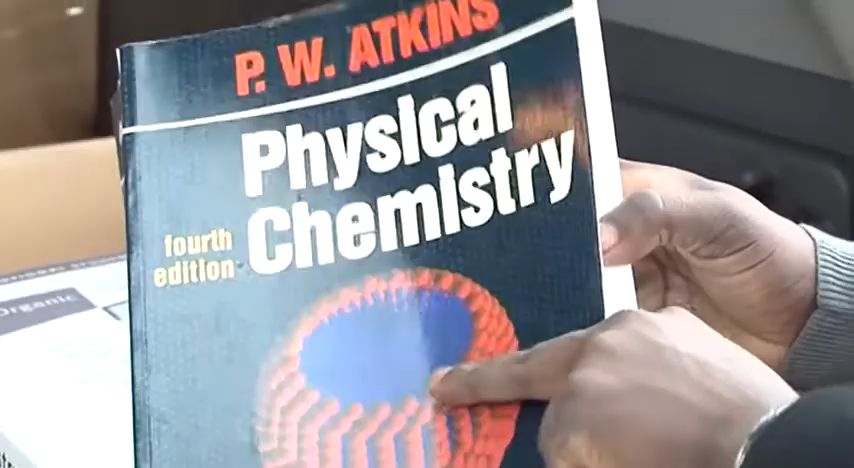 P. W. ATKINS
Physical
Chemistry
fourth
edition
Organic